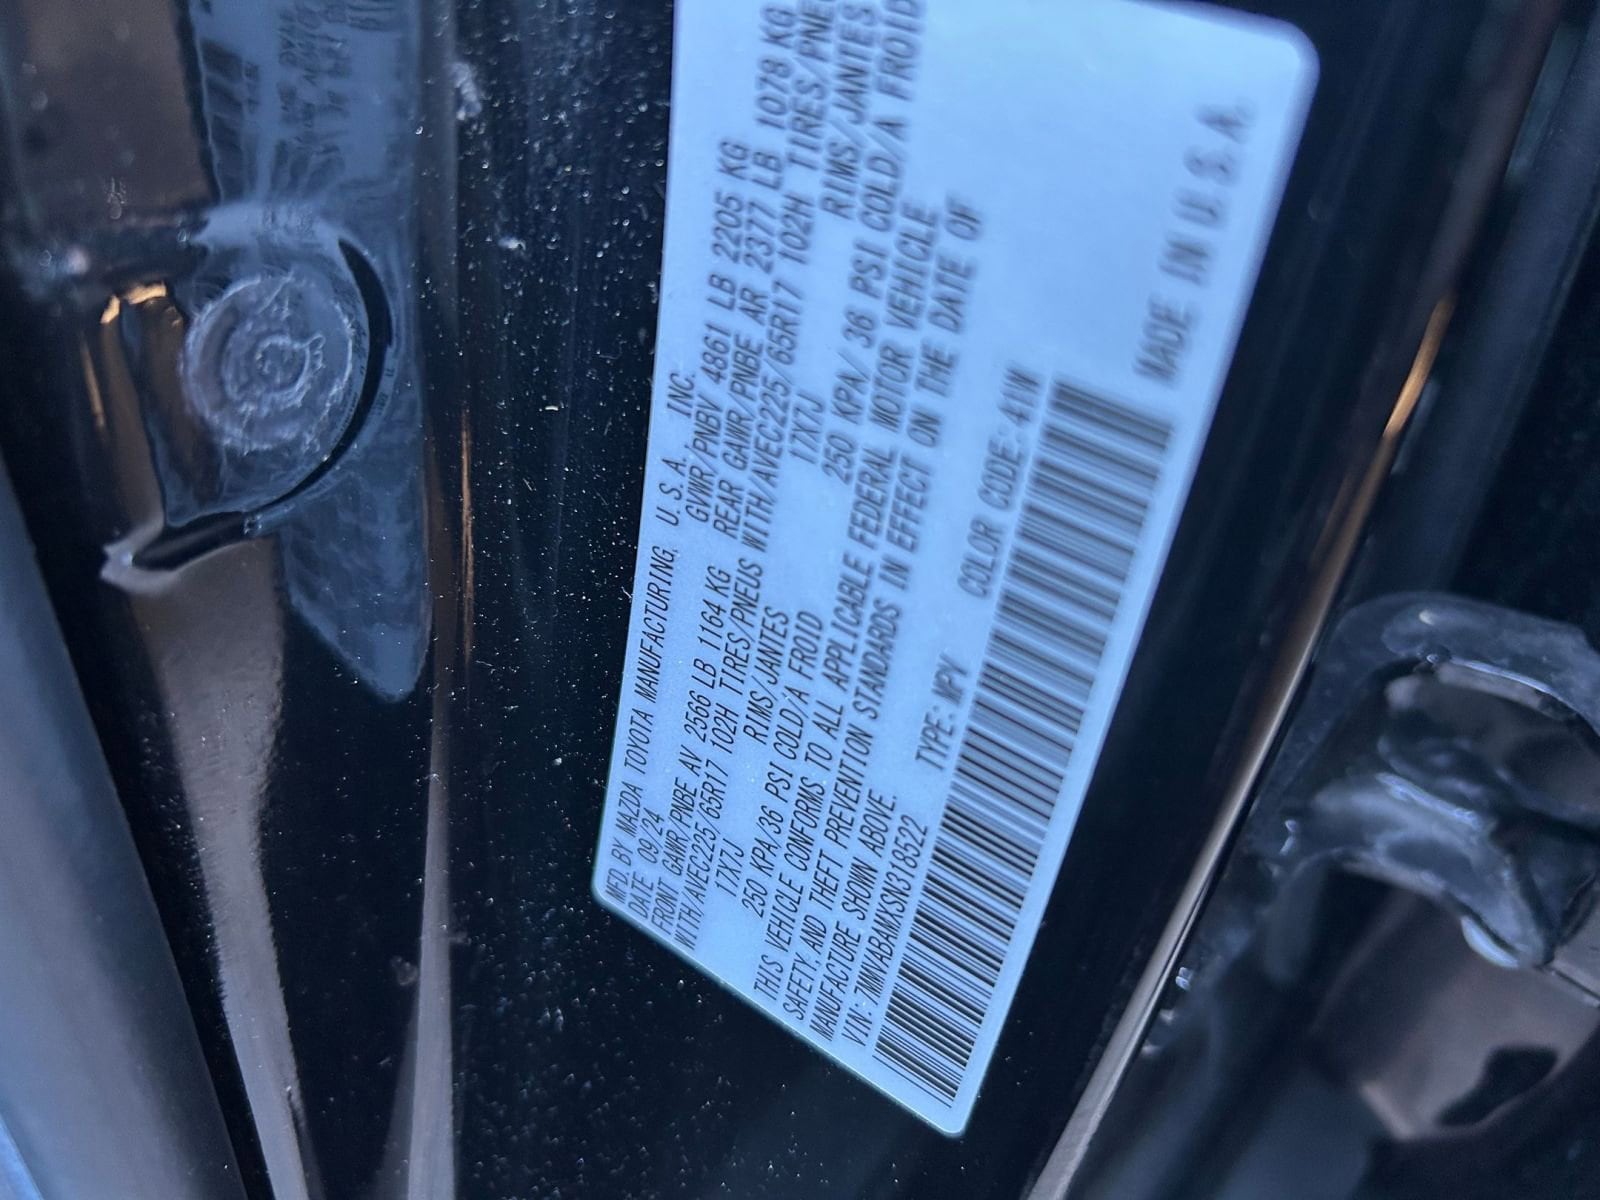 MFD. BY MAZDA TOYOTA MANUFACTURING, U.S.A., INC.
DATE 09/24 GVWR/PNBV 4861 LB 2205 KG
FRONT GAWR/PNBE AV 2566 LB 1164 KG REAR GAWR/PNBE AR 2377 LB 1078 KG
WITH/AVEC225/65R17 102H TIRES/PNEUS WITH/AVEC225/65R17 102H TIRES/PNEU
17X7J RIMS/JANTES 17X7J RIMS/JANTES
250 KPA/36 PSI COLD/A FROID 250 KPA/36 PSI COLD/A FROID
THIS VEHICLE CONFORMS TO ALL APPLICABLE FEDERAL MOTOR VEHICLE
SAFETY, AND THEFT PREVENTION STANDARDS IN EFFECT ON THE DATE OF
MANUFACTURE SHOWN ABOVE.
VIN: 7MMVABAMXSN318522 TYPE: MPV COLOR CODE: 41W
MADE IN U.S.A.